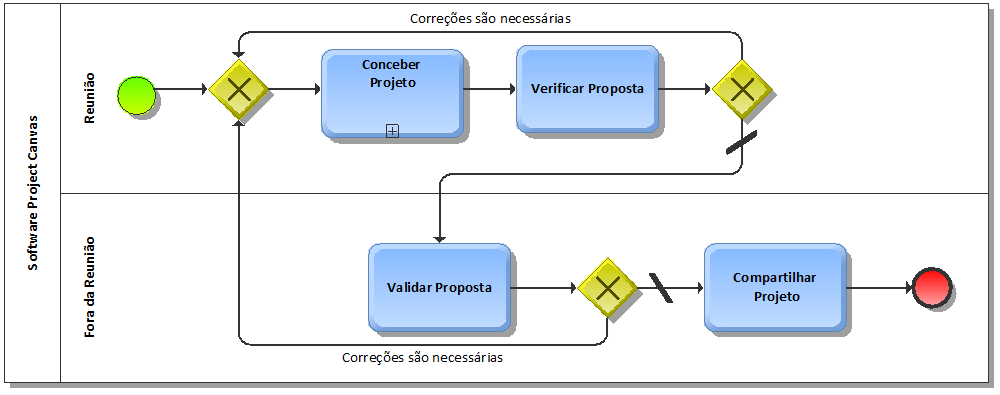 Software Project Canvas
Reunião
Correções são necessárias
Conceber
Projeto
Verificar Proposta
Fora da Reunião
Validar Proposta
Compartilhar
Projeto
Correções são necessárias